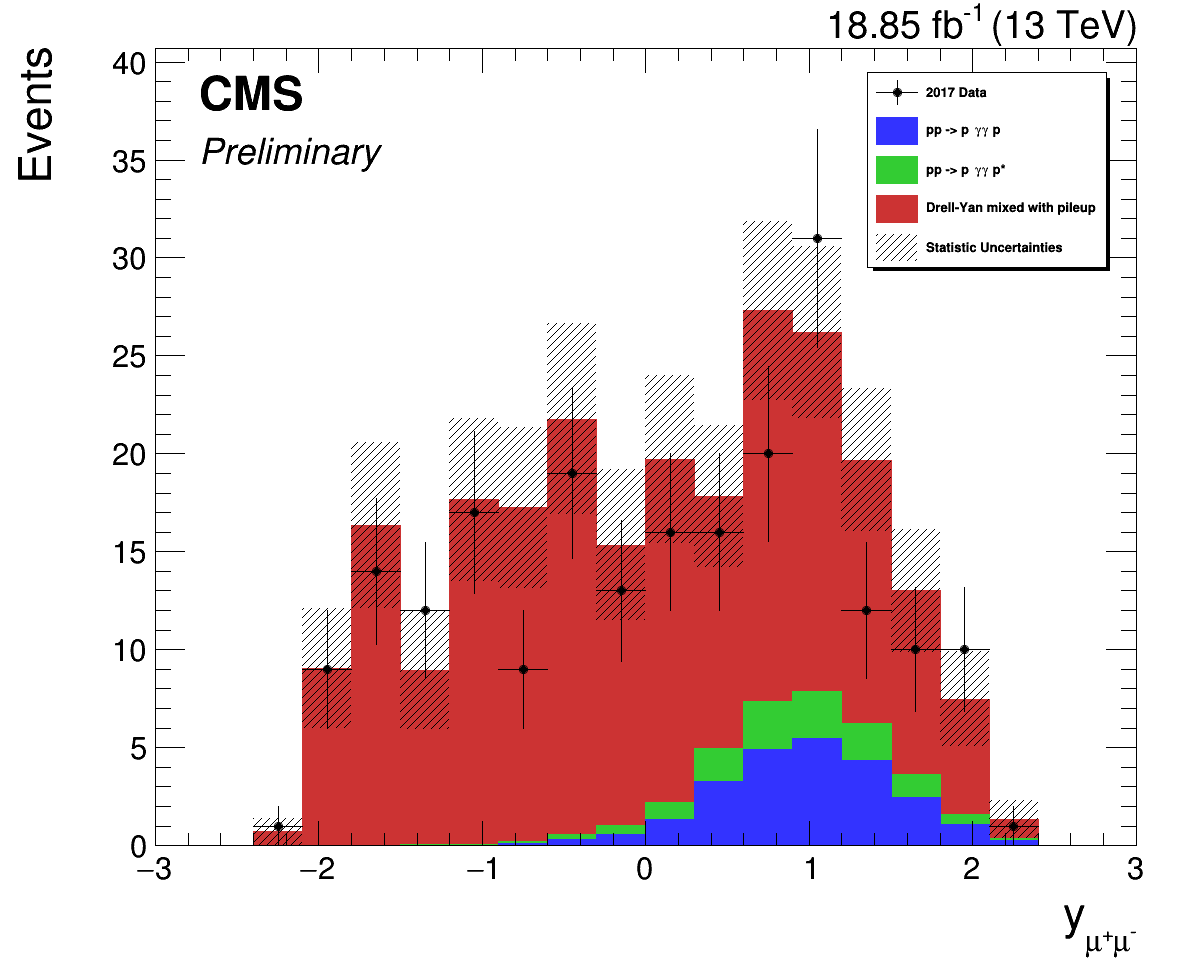 18.85 fb⁻¹ (13 TeV)
Events
CMS
Preliminary
2017 Data
pp -> p γγ p
pp -> p γγ p*
Drell-Yan mixed with pileup
Statistic Uncertainties
40
35
30
25
20
15
10
5
0
−3 −2 −1 0 1 2 3
y μ⁺μ⁻